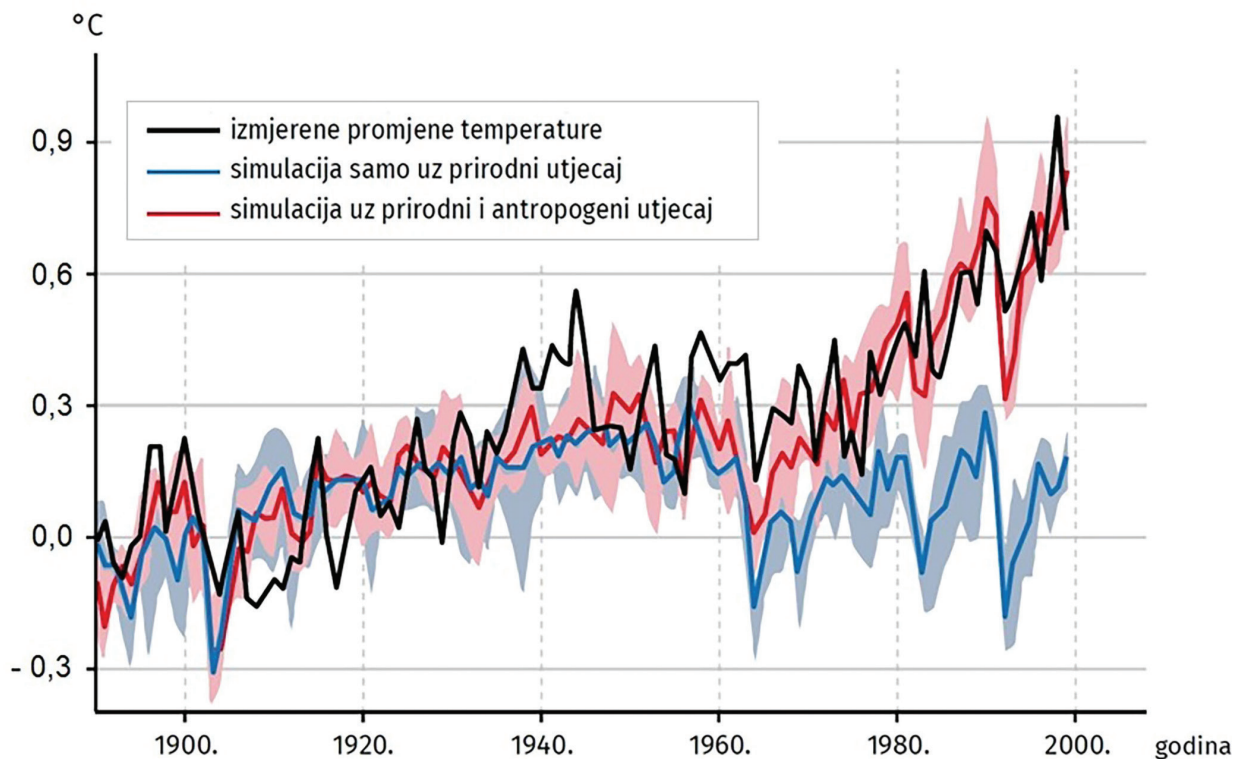 °C
izmjerene promjene temperature
simulacija samo uz prirodni utjecaj
simulacija uz prirodni i antropogeni utjecaj
0,9
0,6
0,3
0,0
- 0,3
1900. 1920. 1940. 1960. 1980. 2000. godina